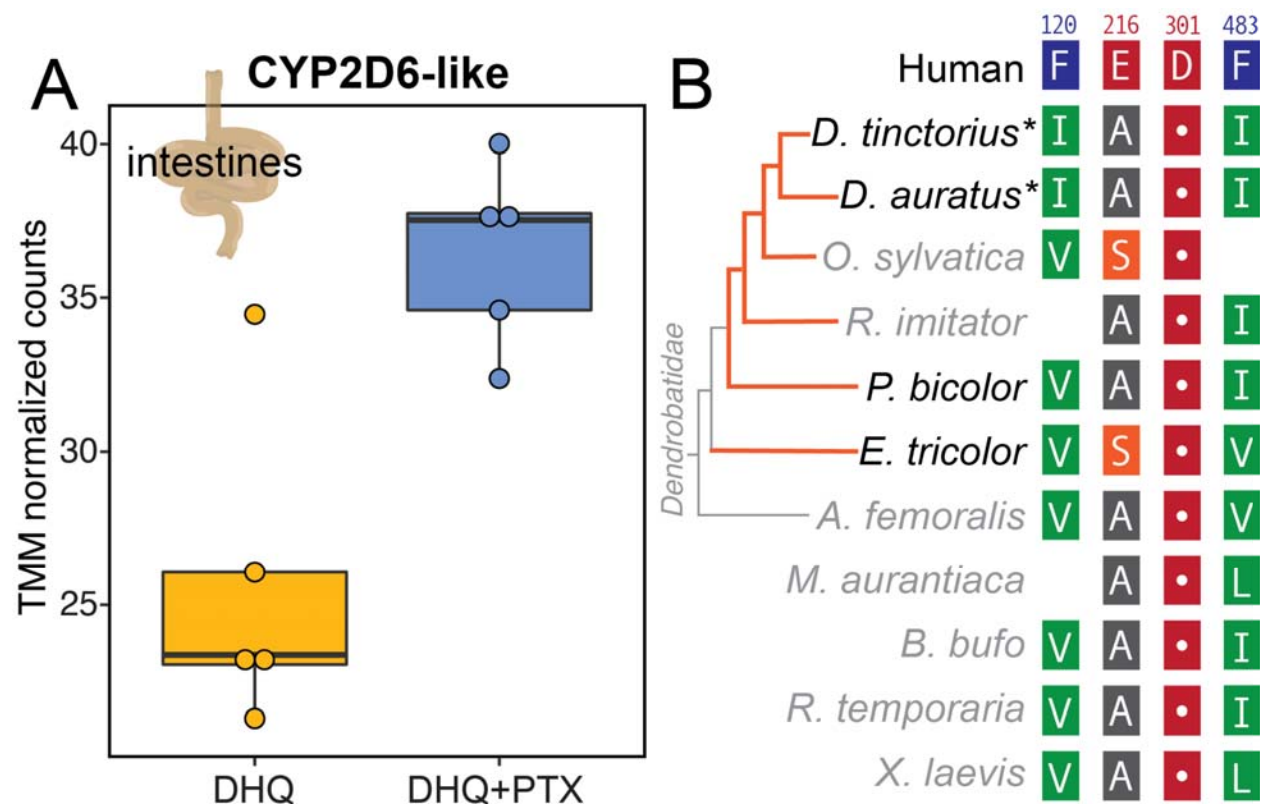 A
CYP2D6-like
intestines
TMM normalized counts
40
35
30
25
DHQ
DHQ+PTX
B
120 216 301 483
Human F E D F
D. tinctorius* I A • I
D. auratus* I A • I
O. sylvatica V S •
R. imitator A • I
P. bicolor V A • I
E. tricolor V S • V
A. femoralis V A • V
M. aurantiaca A • L
B. bufo V A • I
R. temporaria V A • I
X. laevis V A • L
Dendrobatidae